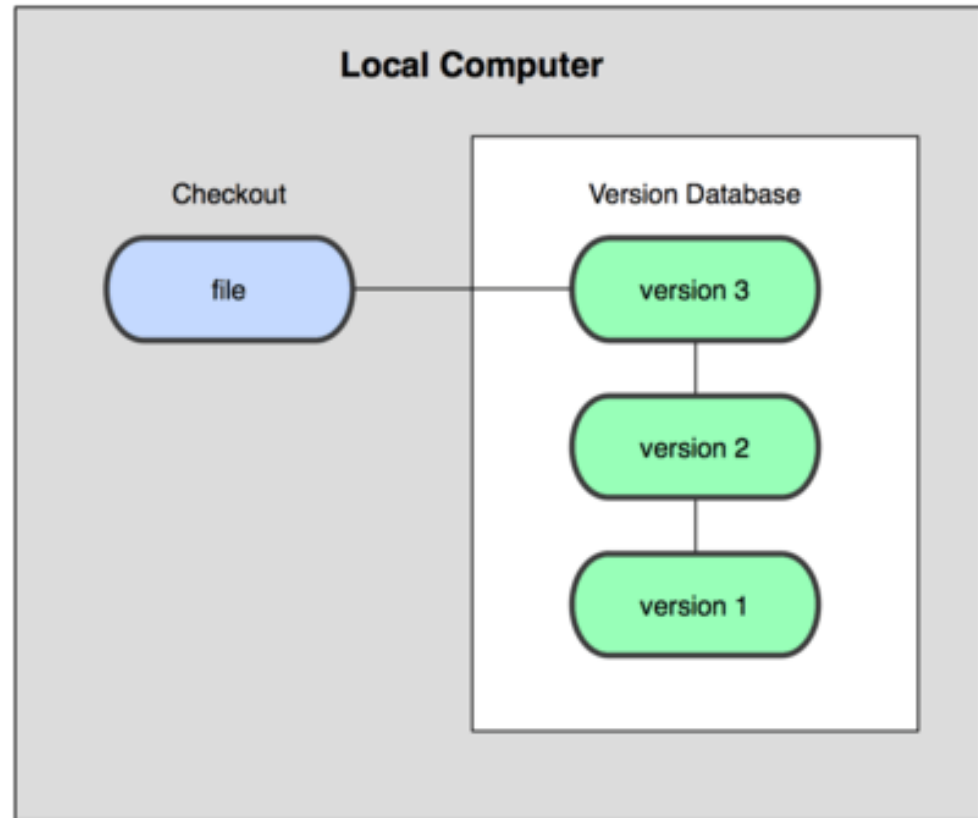 Local Computer
Checkout
Version Database
file
version 3
version 2
version 1